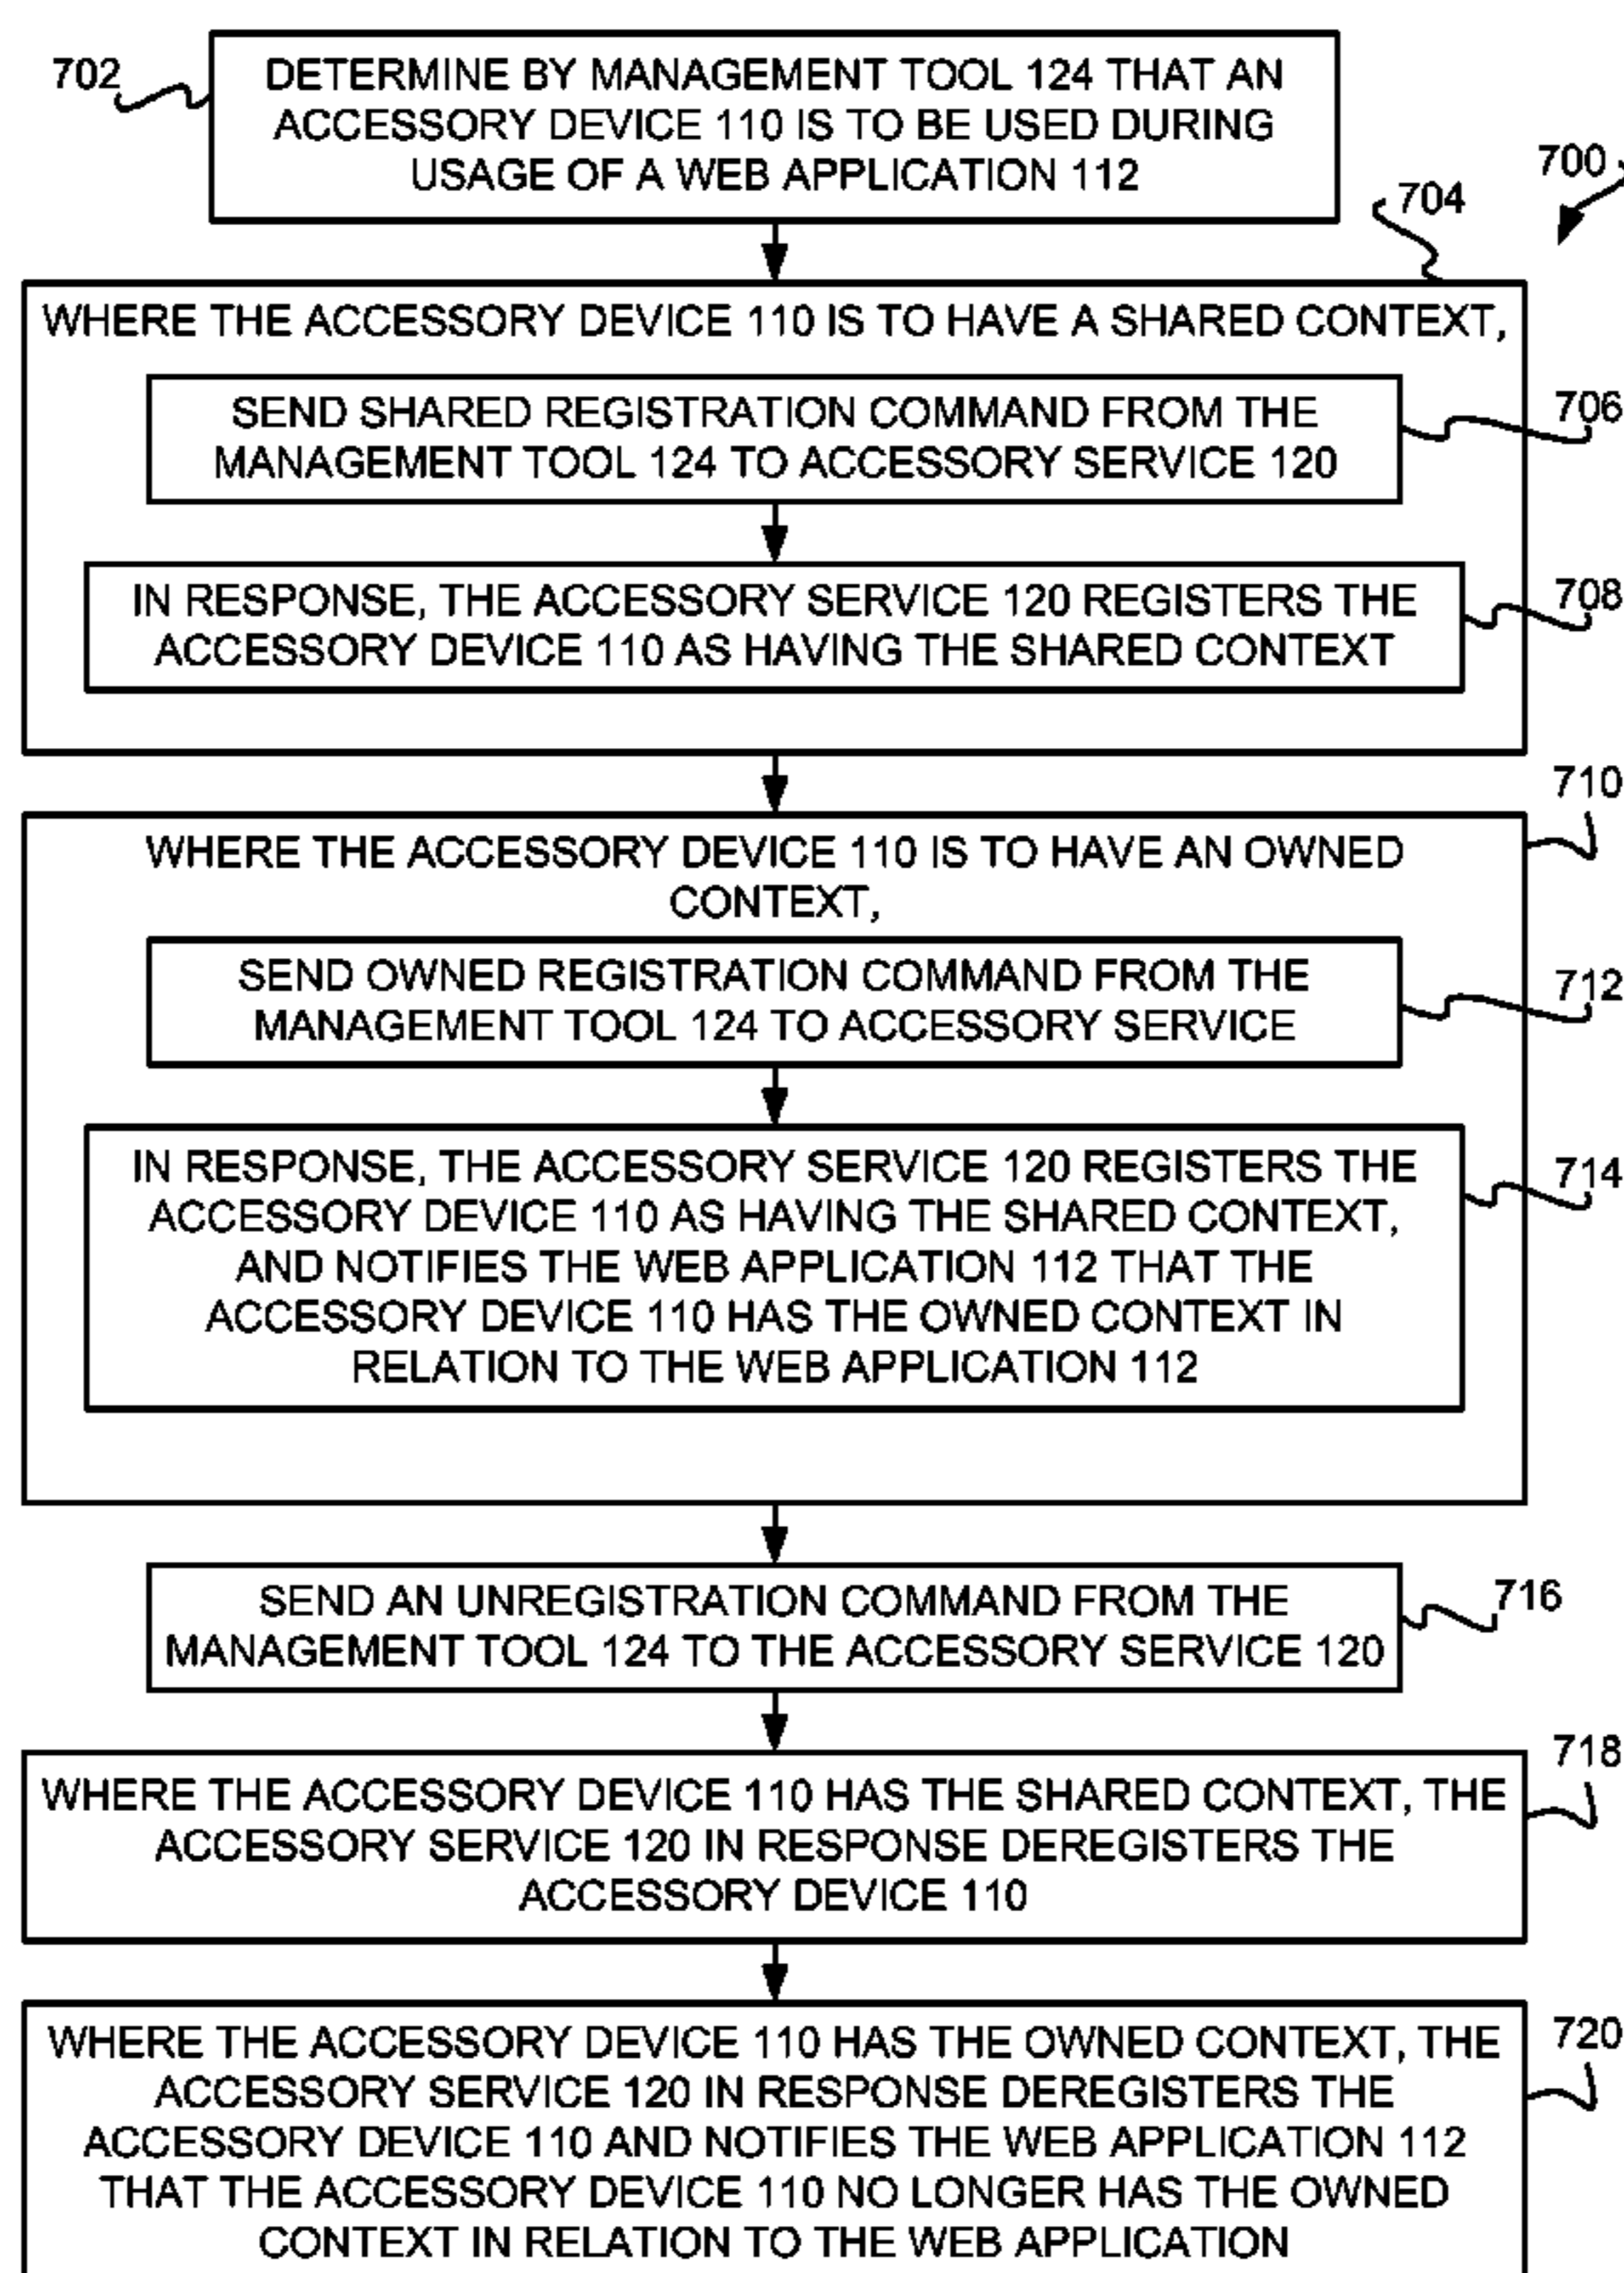 702
DETERMINE BY MANAGEMENT TOOL 124 THAT AN
ACCESSORY DEVICE 110 IS TO BE USED DURING
USAGE OF A WEB APPLICATION 112
700
704
WHERE THE ACCESSORY DEVICE 110 IS TO HAVE A SHARED CONTEXT,
SEND SHARED REGISTRATION COMMAND FROM THE
MANAGEMENT TOOL 124 TO ACCESSORY SERVICE 120
706
IN RESPONSE, THE ACCESSORY SERVICE 120 REGISTERS THE
ACCESSORY DEVICE 110 AS HAVING THE SHARED CONTEXT
708
710
WHERE THE ACCESSORY DEVICE 110 IS TO HAVE AN OWNED
CONTEXT,
SEND OWNED REGISTRATION COMMAND FROM THE
MANAGEMENT TOOL 124 TO ACCESSORY SERVICE
712
IN RESPONSE, THE ACCESSORY SERVICE 120 REGISTERS THE
ACCESSORY DEVICE 110 AS HAVING THE SHARED CONTEXT,
AND NOTIFIES THE WEB APPLICATION 112 THAT THE
ACCESSORY DEVICE 110 HAS THE OWNED CONTEXT IN
RELATION TO THE WEB APPLICATION 112
714
SEND AN UNREGISTRATION COMMAND FROM THE
MANAGEMENT TOOL 124 TO THE ACCESSORY SERVICE 120
716
WHERE THE ACCESSORY DEVICE 110 HAS THE SHARED CONTEXT, THE
ACCESSORY SERVICE 120 IN RESPONSE DEREGISTERS THE
ACCESSORY DEVICE 110
718
WHERE THE ACCESSORY DEVICE 110 HAS THE OWNED CONTEXT, THE
ACCESSORY SERVICE 120 IN RESPONSE DEREGISTERS THE
ACCESSORY DEVICE 110 AND NOTIFIES THE WEB APPLICATION 112
THAT THE ACCESSORY DEVICE 110 NO LONGER HAS THE OWNED
CONTEXT IN RELATION TO THE WEB APPLICATION
720